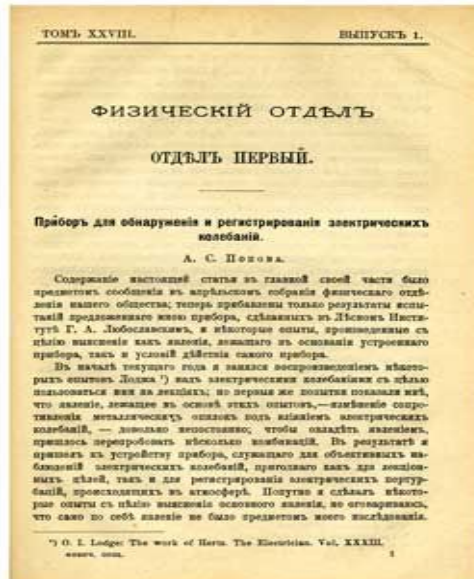 ТОМЪ XXVIII. ВЫПУСКЪ 1.
ФИЗИЧЕСКІЙ ОТДѢЛЪ
ОТДѢЛЪ ПЕРВЫЙ.
Приборъ для обнаруженія и регистрированія электрическихъ
колебаній.
А. С. Попова.
Содержаніе настоящей статьи въ главной своей части было
предметомъ сообщенія въ апрѣльскомъ собраніи физическаго отдѣ-
ленія нашего общества; теперь прибавлены только результаты испы-
таній предложеннаго мною прибора, сдѣланныхъ въ Лѣсномъ Инсти-
тутѣ Г. А. Любославскимъ, и нѣкоторые опыты, произведенные съ
цѣлію выясненія какъ явленія, лежащаго въ основаніи устроеннаго
прибора, такъ и условій дѣйствія самого прибора.
Въ началѣ текущаго года я занялся воспроизведеніемъ нѣкото-
рыхъ опытовъ Лоджа ¹) надъ электрическими колебаніями съ цѣлью
пользоваться ими на лекціяхъ; но первыя же попытки показали мнѣ,
что явленіе, лежащее въ основѣ этихъ опытовъ,—измѣненіе сопро-
тивленія металлическихъ опилокъ подъ вліяніемъ электрическихъ
колебаній, — довольно непостоянно; чтобы овладѣть явленіемъ,
пришлось перепробовать нѣсколько комбинацій. Въ результатѣ я
пришелъ къ устройству прибора, служащаго для объективныхъ на-
блюденій электрическихъ колебаній, пригоднаго какъ для лекціон-
ныхъ цѣлей, такъ и для регистрированія электрическихъ пертур-
бацій, происходящихъ въ атмосферѣ. Попутно я сдѣлалъ нѣкото-
рые опыты съ цѣлію выясненія основного явленія, но оговариваюсь,
что само по себѣ явленіе не было предметомъ моего изслѣдованія.
¹) O. I. Lodge: The work of Hertz. The Electrician. Vol. XXXIII.
1